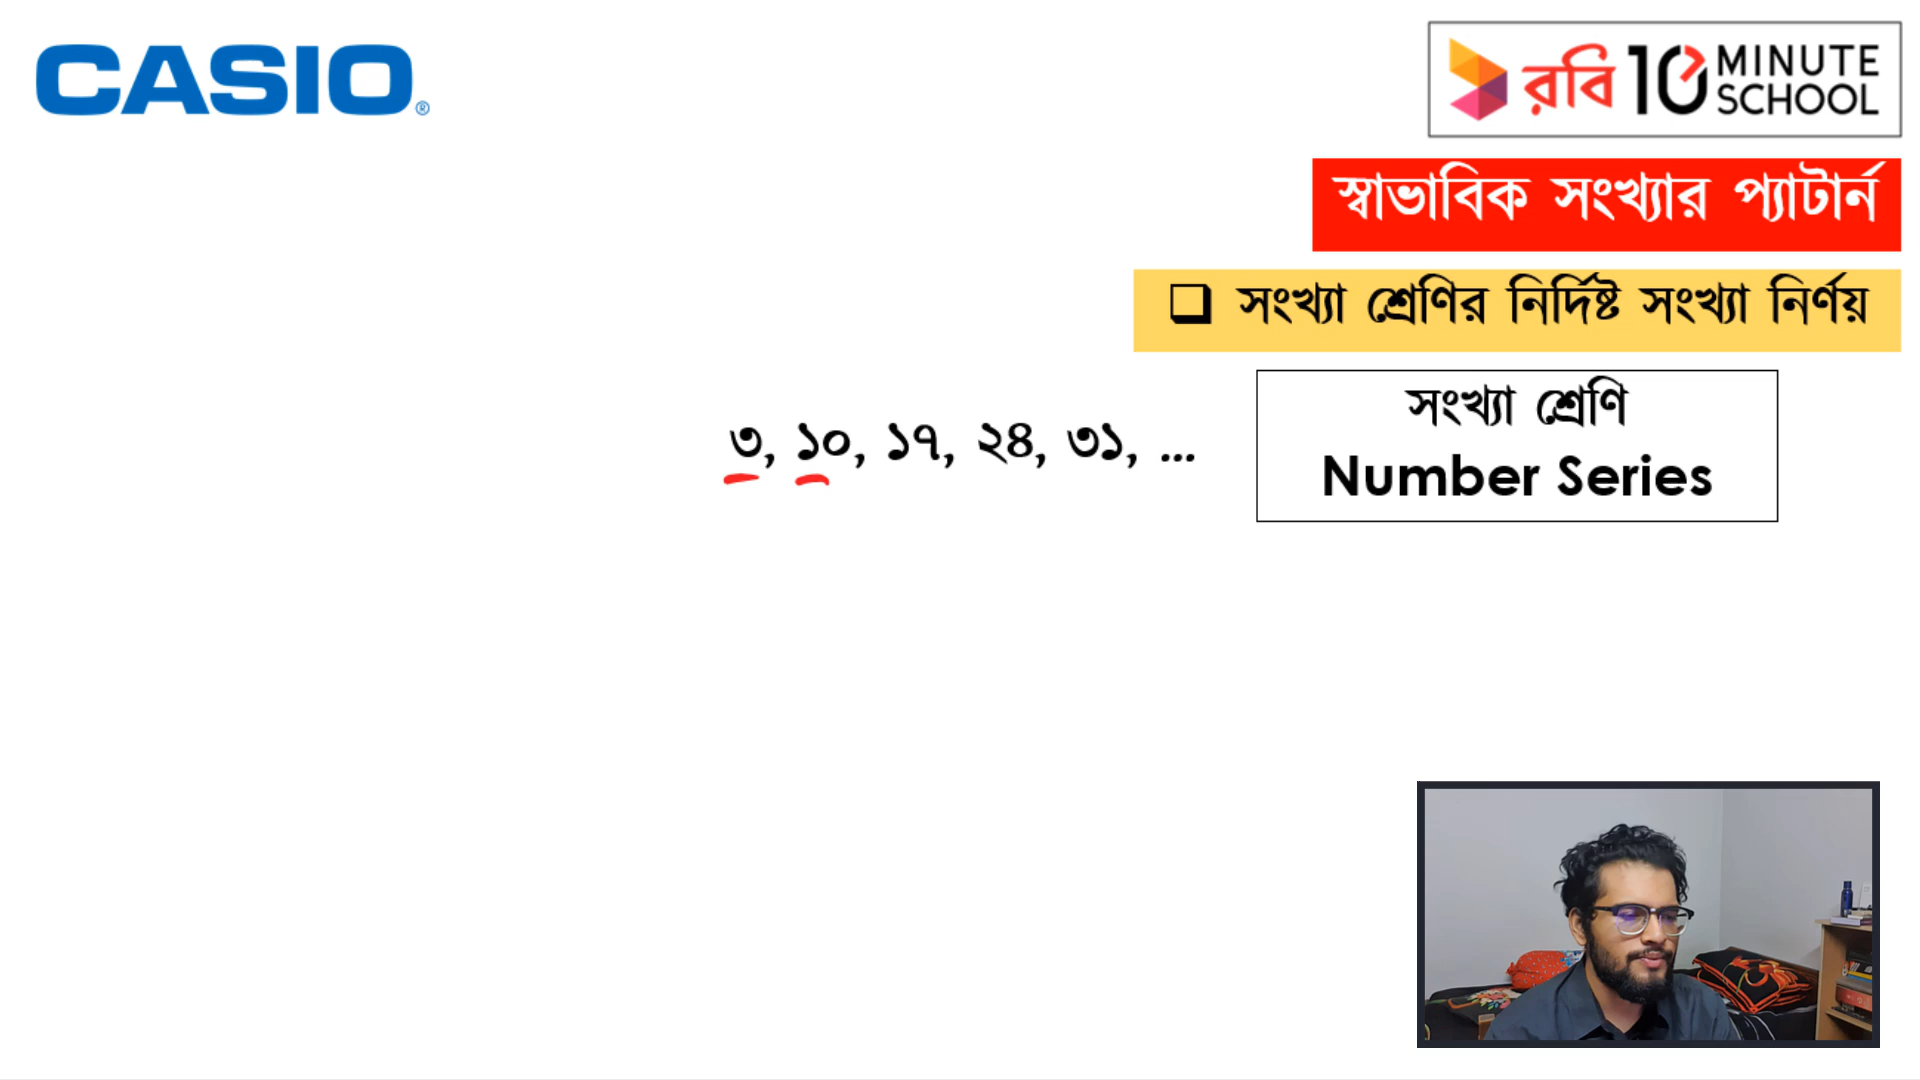 CASIO®
রবি 10 MINUTE SCHOOL
স্বাভাবিক সংখ্যার প্যাটার্ন
❑ সংখ্যা শ্রেণির নির্দিষ্ট সংখ্যা নির্ণয়
৩, ১০, ১৭, ২৪, ৩১, ...
সংখ্যা শ্রেণি
Number Series